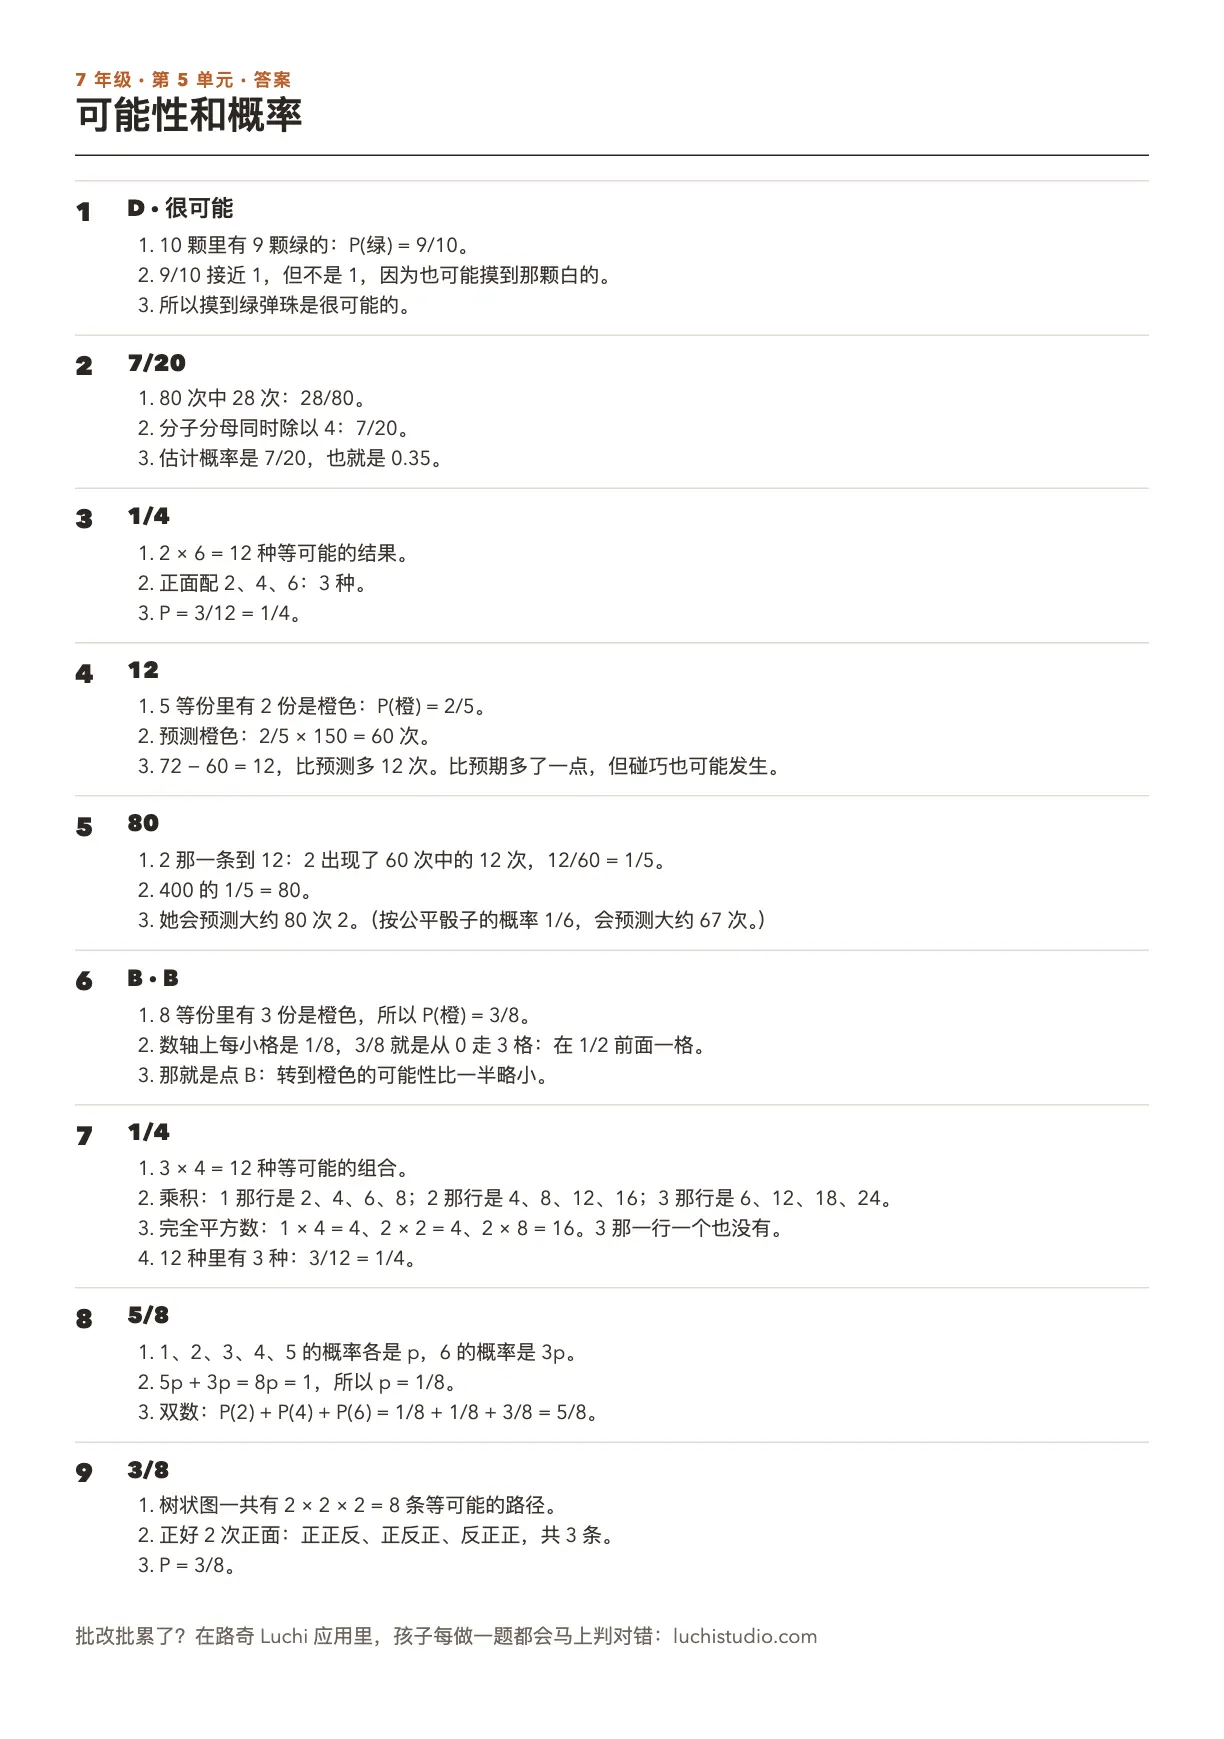 7 年级 · 第 5 单元 · 答案
可能性和概率
1
D · 很可能
1. 10 颗里有 9 颗绿的：P(绿) = 9/10。
2. 9/10 接近 1，但不是 1，因为也可能摸到那颗白的。
3. 所以摸到绿弹珠是很可能的。
2
7/20
1. 80 次中 28 次：28/80。
2. 分子分母同时除以 4：7/20。
3. 估计概率是 7/20，也就是 0.35。
3
1/4
1. 2 × 6 = 12 种等可能的结果。
2. 正面配 2、4、6：3 种。
3. P = 3/12 = 1/4。
4
12
1. 5 等份里有 2 份是橙色：P(橙) = 2/5。
2. 预测橙色：2/5 × 150 = 60 次。
3. 72 − 60 = 12，比预测多 12 次。比预期多了一点，但碰巧也可能发生。
5
80
1. 2 那一条到 12：2 出现了 60 次中的 12 次，12/60 = 1/5。
2. 400 的 1/5 = 80。
3. 她会预测大约 80 次 2。（按公平骰子的概率 1/6，会预测大约 67 次。）
6
B · B
1. 8 等份里有 3 份是橙色，所以 P(橙) = 3/8。
2. 数轴上每小格是 1/8，3/8 就是从 0 走 3 格：在 1/2 前面一格。
3. 那就是点 B：转到橙色的可能性比一半略小。
7
1/4
1. 3 × 4 = 12 种等可能的组合。
2. 乘积：1 那行是 2、4、6、8；2 那行是 4、8、12、16；3 那行是 6、12、18、24。
3. 完全平方数：1 × 4 = 4、2 × 2 = 4、2 × 8 = 16。3 那一行一个也没有。
4. 12 种里有 3 种：3/12 = 1/4。
8
5/8
1. 1、2、3、4、5 的概率各是 p，6 的概率是 3p。
2. 5p + 3p = 8p = 1，所以 p = 1/8。
3. 双数：P(2) + P(4) + P(6) = 1/8 + 1/8 + 3/8 = 5/8。
9
3/8
1. 树状图一共有 2 × 2 × 2 = 8 条等可能的路径。
2. 正好 2 次正面：正正反、正反正、反正正，共 3 条。
3. P = 3/8。
批改批累了？在路奇 Luchi 应用里，孩子每做一题都会马上判对错：luchistudio.com